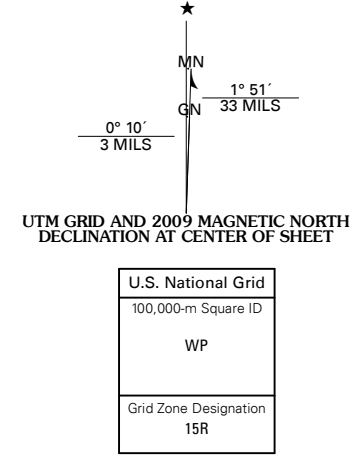 ★
MN
1° 51´
33 MILS
GN
0° 10´
3 MILS
UTM GRID AND 2009 MAGNETIC NORTH
DECLINATION AT CENTER OF SHEET
U.S. National Grid
100,000-m Square ID
WP
Grid Zone Designation
15R